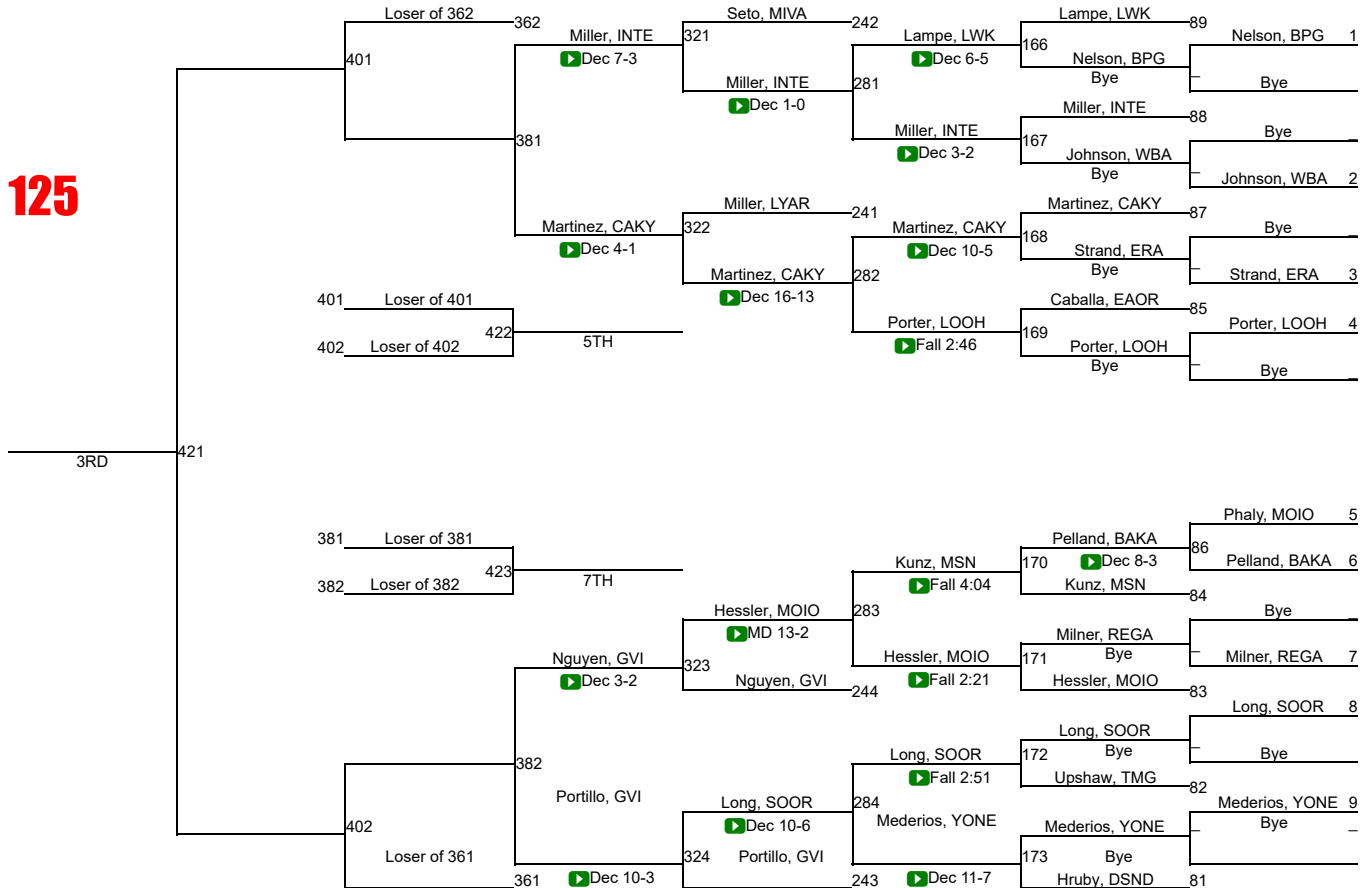 Loser of 362 362 Seto, MIVA 242 Lampe, LWK 89
Miller, INTE 321 Lampe, LWK 166 Nelson, BPG 1
401 Dec 7-3 Dec 6-5 Nelson, BPG
Miller, INTE 281 Bye _ Bye _
Dec 1-0 Miller, INTE 88
381 Miller, INTE 167 Bye _
Dec 3-2 Johnson, WBA
Bye _ Johnson, WBA 2
125
Miller, LYAR 241 Martinez, CAKY 87
Martinez, CAKY 322 Martinez, CAKY 168 Bye _
Dec 4-1 Dec 10-5 Strand, ERA
Martinez, CAKY 282 Bye _ Strand, ERA 3
401 Loser of 401 Dec 16-13 Caballa, EAOR 85
422 5TH Porter, LOOH 169 Porter, LOOH 4
402 Loser of 402 Fall 2:46 Porter, LOOH
Bye _ Bye _
3RD 421
Phaly, MOIO 5
381 Loser of 381 Pelland, BAKA 86
423 7TH Kunz, MSN 170 Dec 8-3 Pelland, BAKA 6
382 Loser of 382 Fall 4:04 Kunz, MSN 84
Hessler, MOIO 283 Bye _
MD 13-2 Milner, REGA
Nguyen, GVI 323 Hessler, MOIO 171 Bye _ Milner, REGA 7
Dec 3-2 Nguyen, GVI 244 Fall 2:21 Hessler, MOIO 83
Long, SOOR 8
Long, SOOR
382 Long, SOOR 172 Bye _ Bye _
Fall 2:51 Upshaw, TMG 82
Portillo, GVI Long, SOOR 284 Mederios, YONE 9
402 Dec 10-6 Mederios, YONE Mederios, YONE _ Bye _
Loser of 361 324 Portillo, GVI 173 Bye
361 Dec 10-3 243 Dec 11-7 Hruby, DSND 81